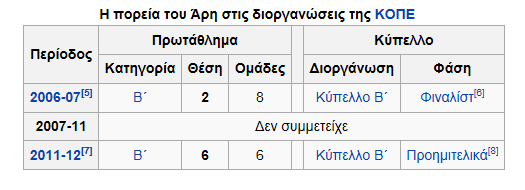 Η πορεία του Άρη στις διοργανώσεις της ΚΟΠΕ
Περίοδος Πρωτάθλημα Κύπελλο
Κατηγορία Θέση Ομάδες Διοργάνωση Φάση
2006-07[5] Β΄ 2 8 Κύπελλο Β΄ Φιναλίστ[6]
2007-11 Δεν συμμετείχε
2011-12[7] Β΄ 6 6 Κύπελλο Β΄ Προημιτελικά[8]